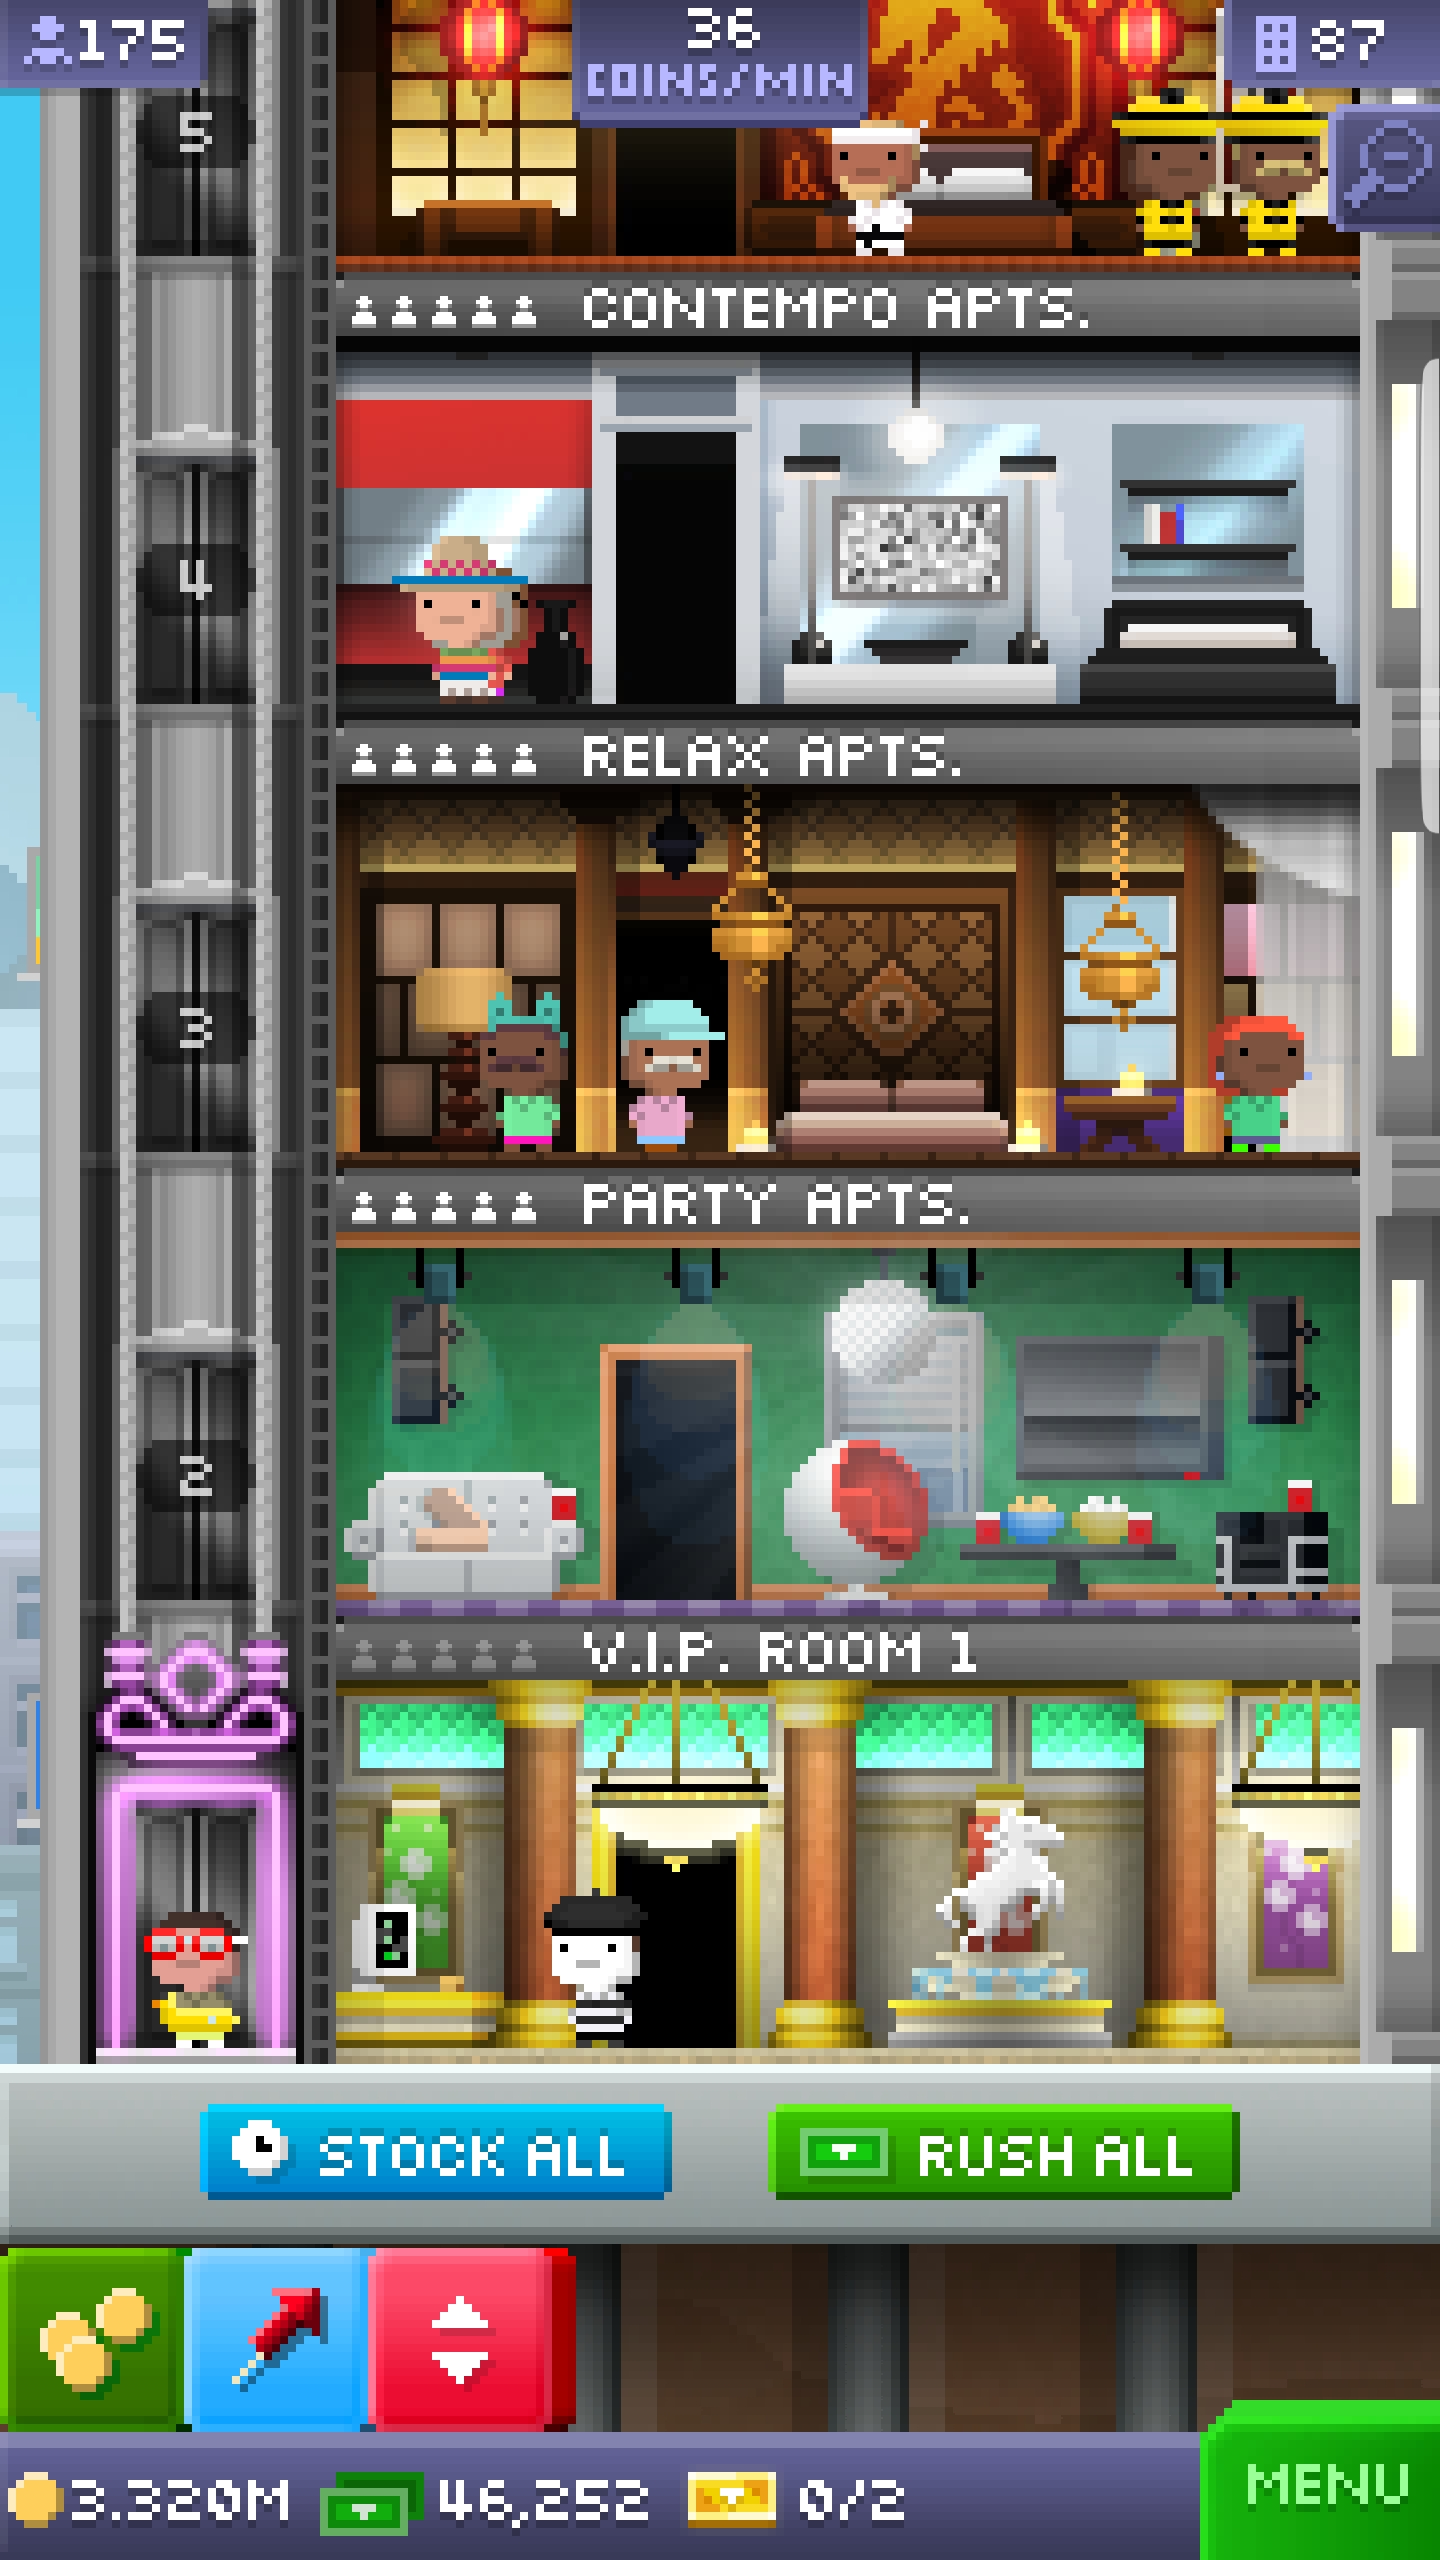 175
36
COINS/MIN
87
5
CONTEMPO APTS.
4
RELAX APTS.
3
PARTY APTS.
2
V.I.P. ROOM 1
STOCK ALL
RUSH ALL
3.320M
46,252
0/2
MENU